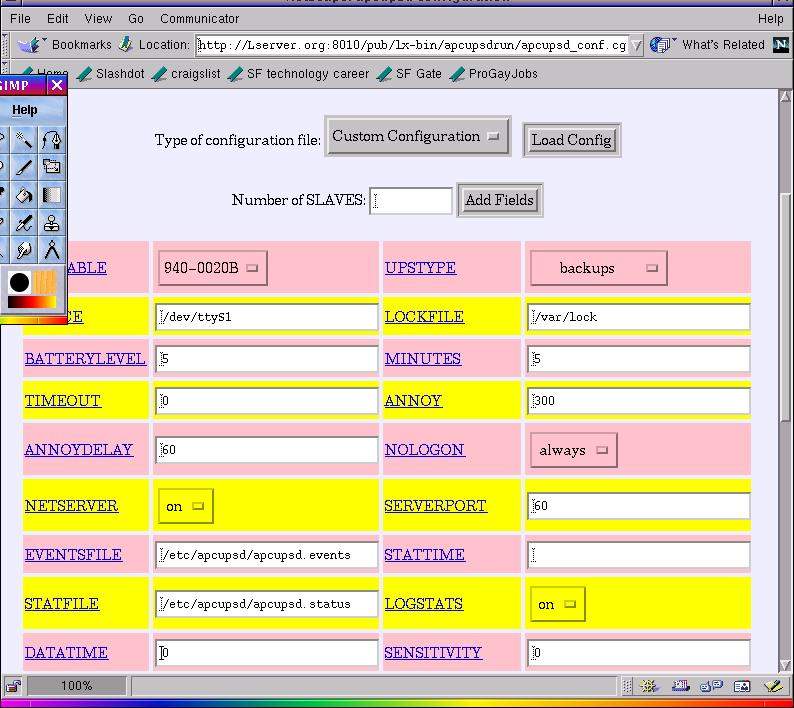 File Edit View Go Communicator Help
Bookmarks Location: http://Lserver.org:8010/pub/lx-bin/apcupsdrun/apcupsd_conf.cg What's Related N
Home Slashdot craigslist SF technology career SF Gate ProGayJobs
GIMP
Help
Type of configuration file: Custom Configuration Load Config
Number of SLAVES: Add Fields
ABLE 940-0020B UPSTYPE backups
CE /dev/ttyS1 LOCKFILE /var/lock
BATTERYLEVEL 5 MINUTES 5
TIMEOUT 0 ANNOY 300
ANNOYDELAY 60 NOLOGON always
NETSERVER on SERVERPORT 60
EVENTSFILE /etc/apcupsd/apcupsd.events STATTIME
STATFILE /etc/apcupsd/apcupsd.status LOGSTATS on
DATATIME 0 SENSITIVITY 0
100%